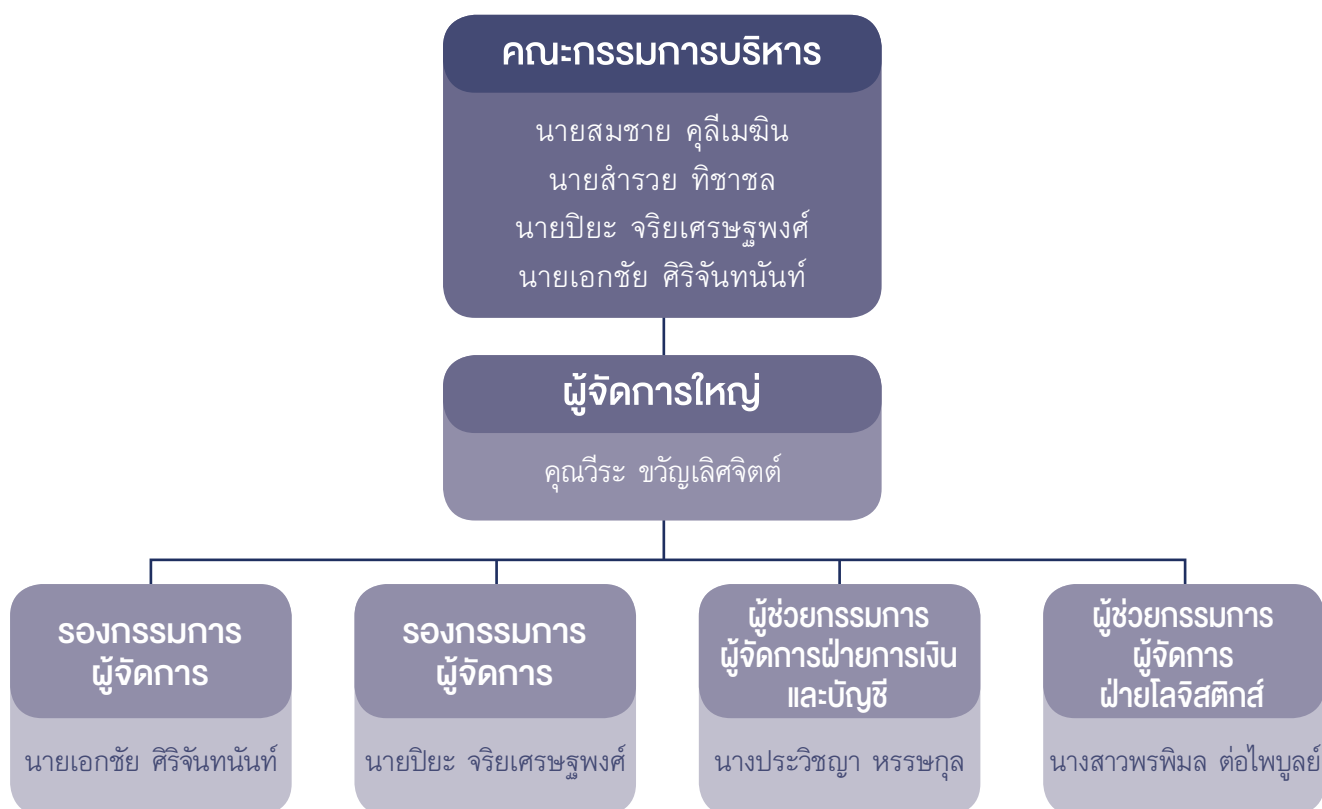 คณะกรรมการบริหาร
นายสมชาย คุลีเมฆิน
นายสำรวย ทิชาชล
นายปิยะ จริยเศรษฐพงศ์
นายเอกชัย ศิริจันทนันท์
ผู้จัดการใหญ่
คุณวีระ ขวัญเลิศจิตต์
รองกรรมการ
ผู้จัดการ
นายเอกชัย ศิริจันทนันท์
รองกรรมการ
ผู้จัดการ
นายปิยะ จริยเศรษฐพงศ์
ผู้ช่วยกรรมการ
ผู้จัดการฝ่ายการเงิน
และบัญชี
นางประวิชญา หรรษกุล
ผู้ช่วยกรรมการ
ผู้จัดการ
ฝ่ายโลจิสติกส์
นางสาวพรพิมล ต่อไพบูลย์